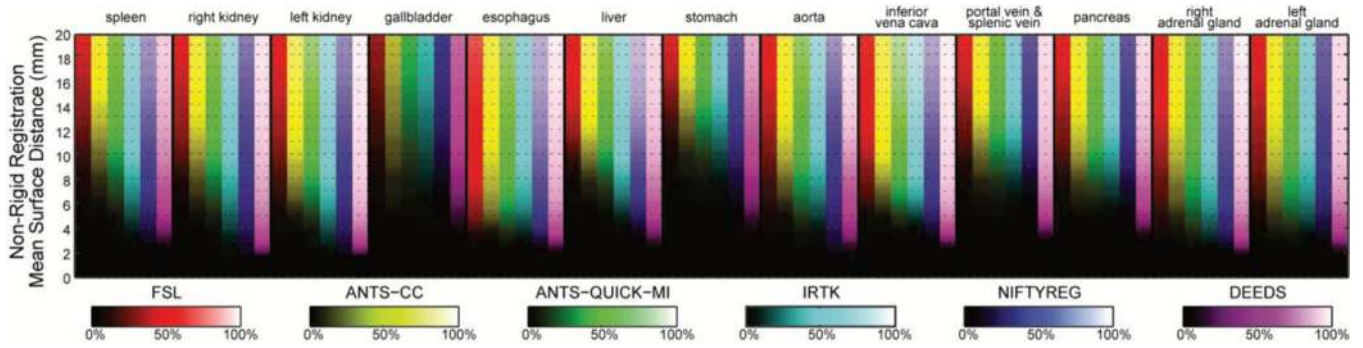 spleen right kidney left kidney gallbladder esophagus liver stomach aorta inferior vena cava portal vein & splenic vein pancreas right adrenal gland left adrenal gland
Non-Rigid Registration
Mean Surface Distance (mm)
20
18
16
14
12
10
8
6
4
2
0
FSL ANTS-CC ANTS-QUICK-MI IRTK NIFTYREG DEEDS
0% 50% 100% 0% 50% 100% 0% 50% 100% 0% 50% 100% 0% 50% 100% 0% 50% 100%